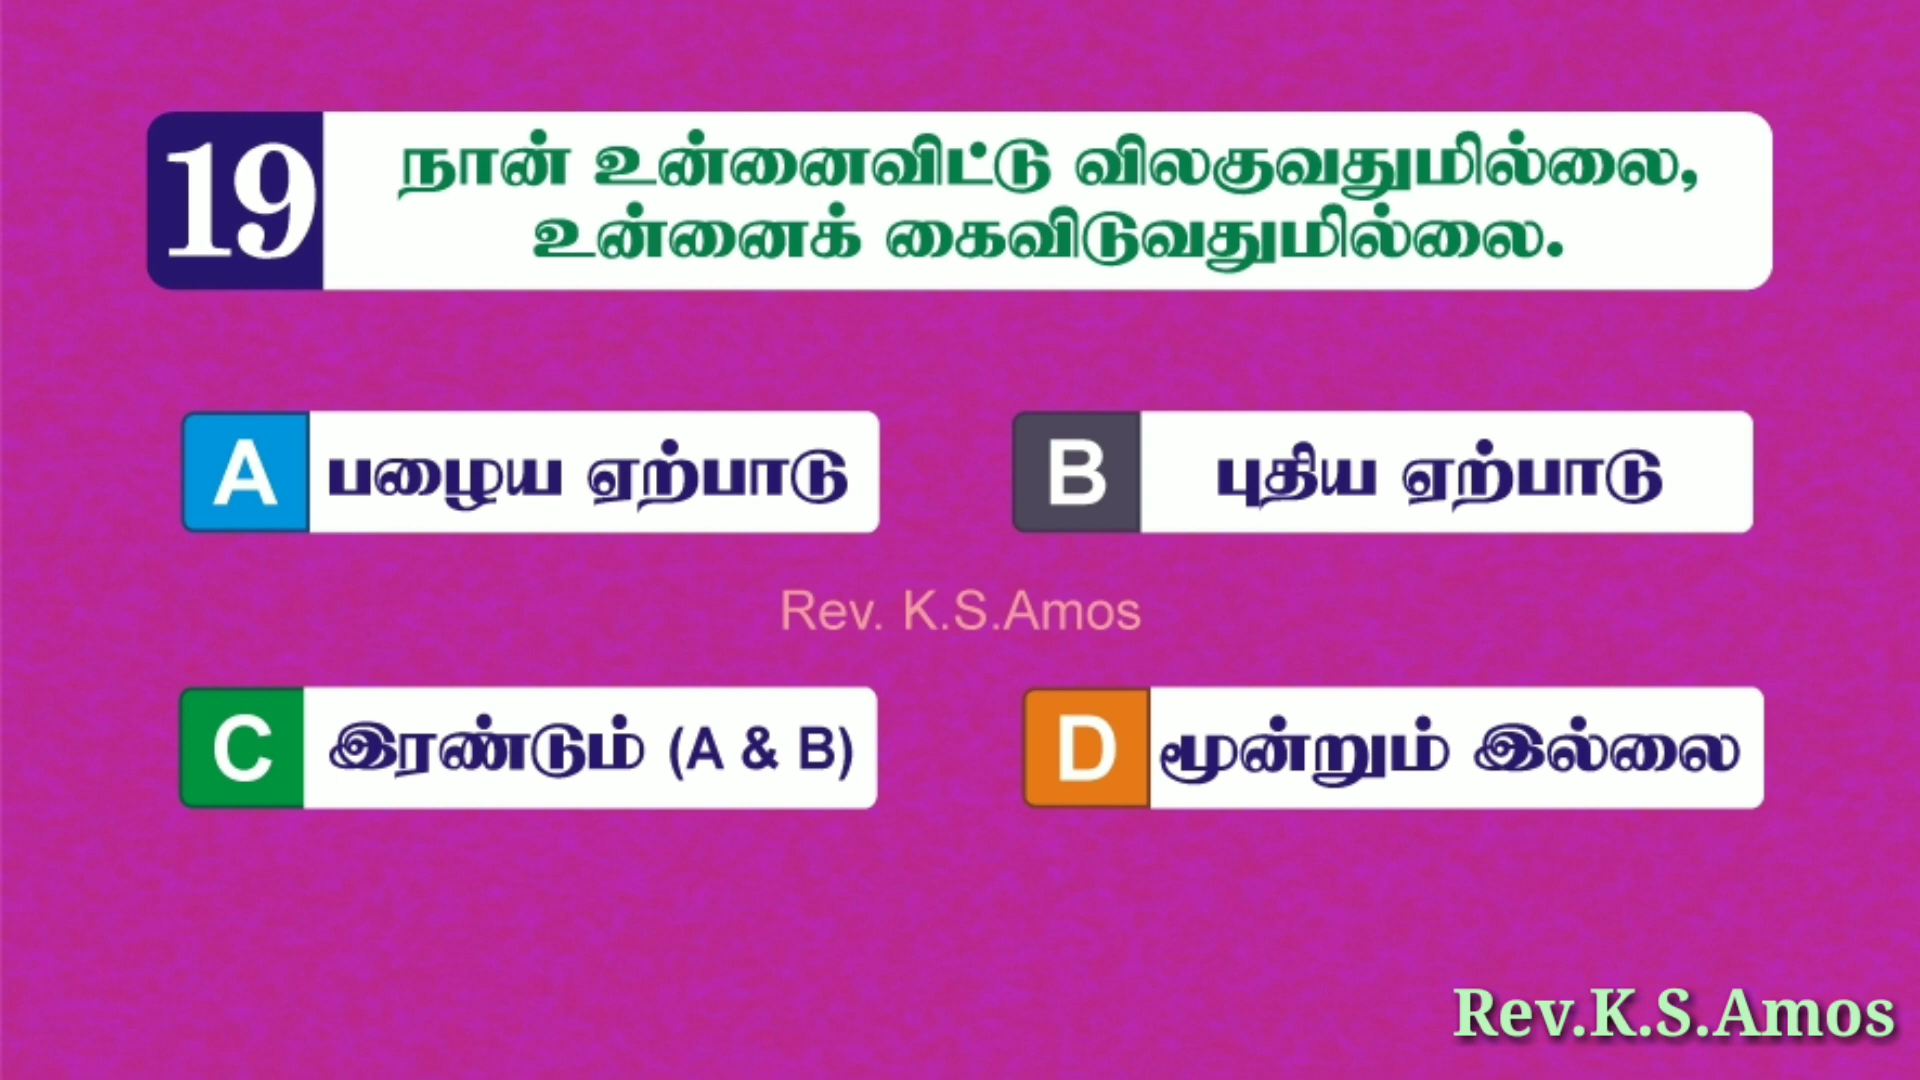 19
நான் உன்னைவிட்டு விலகுவதுமில்லை,
உன்னைக் கைவிடுவதுமில்லை.
A பழைய ஏற்பாடு
B புதிய ஏற்பாடு
Rev. K.S.Amos
C இரண்டும் (A & B)
D மூன்றும் இல்லை
Rev.K.S.Amos